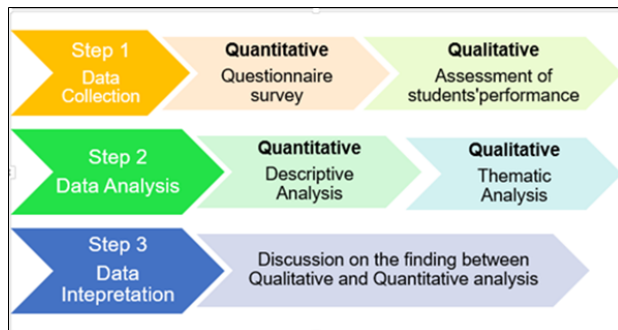 Step 1
Data
Collection
Quantitative
Questionnaire
survey
Qualitative
Assessment of
students'performance
Step 2
Data Analysis
Quantitative
Descriptive
Analysis
Qualitative
Thematic
Analysis
Step 3
Data
Intepretation
Discussion on the finding between
Qualitative and Quantitative analysis